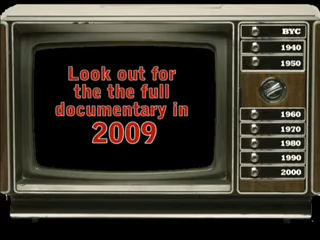 Look out for
the the full
documentary in
2009
BYC
1940
1950
1960
1970
1980
1990
2000